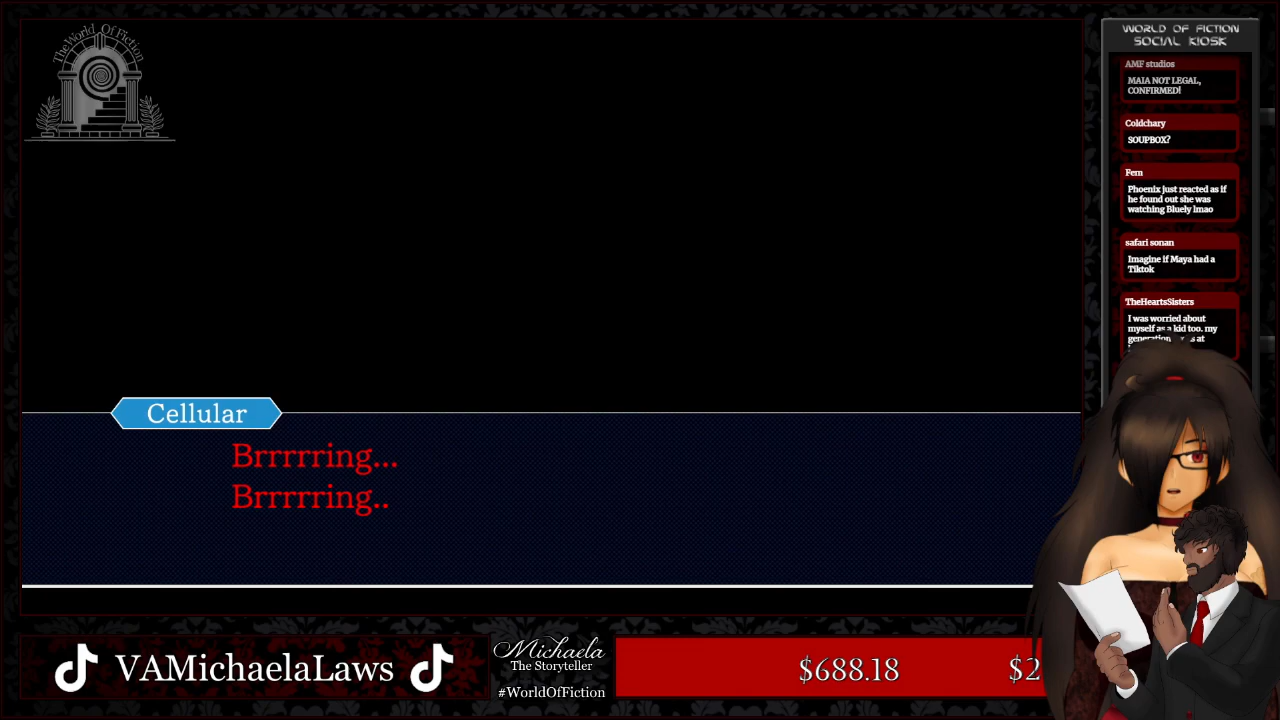 The World Of Fiction
Cellular
Brrrrring...
Brrrrring..
WORLD OF FICTION
SOCIAL KIOSK
AMF studios
MAIA NOT LEGAL,
CONFIRMED!
Coldchary
SOUPBOX?
Fem
Phoenix just reacted as if
he found out she was
watching Bluely lmao
safari sonan
Imagine if Maya had a
Tiktok
TheHeartsSisters
I was worried about
myself as a kid too. my
VAMichaelaLaws
Michaela
The Storyteller
#WorldOfFiction
$688.18
$2